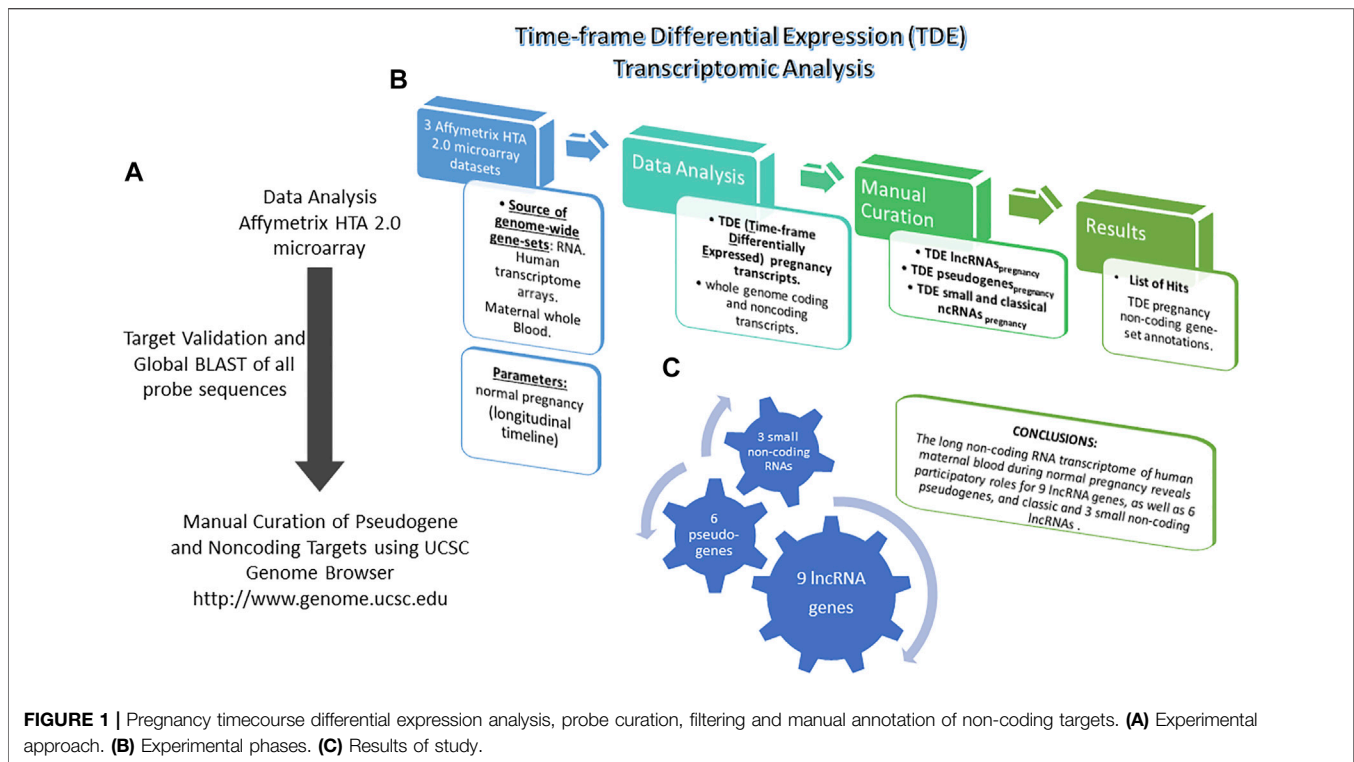 Time-frame Differential Expression (TDE)
Transcriptomic Analysis
A
Data Analysis
Affymetrix HTA 2.0
microarray
Target Validation and
Global BLAST of all
probe sequences
Manual Curation of Pseudogene
and Noncoding Targets using UCSC
Genome Browser
http://www.genome.ucsc.edu
B
3 Affymetrix HTA
2.0 microarray
datasets
• Source of
genome-wide
gene-sets: RNA.
Human
transcriptome
arrays.
Maternal whole
Blood.
Parameters:
normal pregnancy
(longitudinal
timeline)
Data Analysis
• TDE (Time-frame
Differentially
Expressed) pregnancy
transcripts.
• whole genome coding
and noncoding
transcripts.
Manual
Curation
• TDE lncRNAs pregnancy
• TDE pseudogenes pregnancy
• TDE small and classical
ncRNAs pregnancy
Results
• List of Hits
TDE pregnancy
non-coding gene-
set annotations.
C
3 small
non-coding
RNAs
6
pseudo-
genes
9 lncRNA
genes
CONCLUSIONS:
The long non-coding RNA transcriptome of human
maternal blood during normal pregnancy reveals
participatory roles for 9 lncRNA genes, as well as 6
pseudogenes, and classic and 3 small non-coding
lncRNAs .
FIGURE 1 | Pregnancy timecourse differential expression analysis, probe curation, filtering and manual annotation of non-coding targets. (A) Experimental
approach. (B) Experimental phases. (C) Results of study.